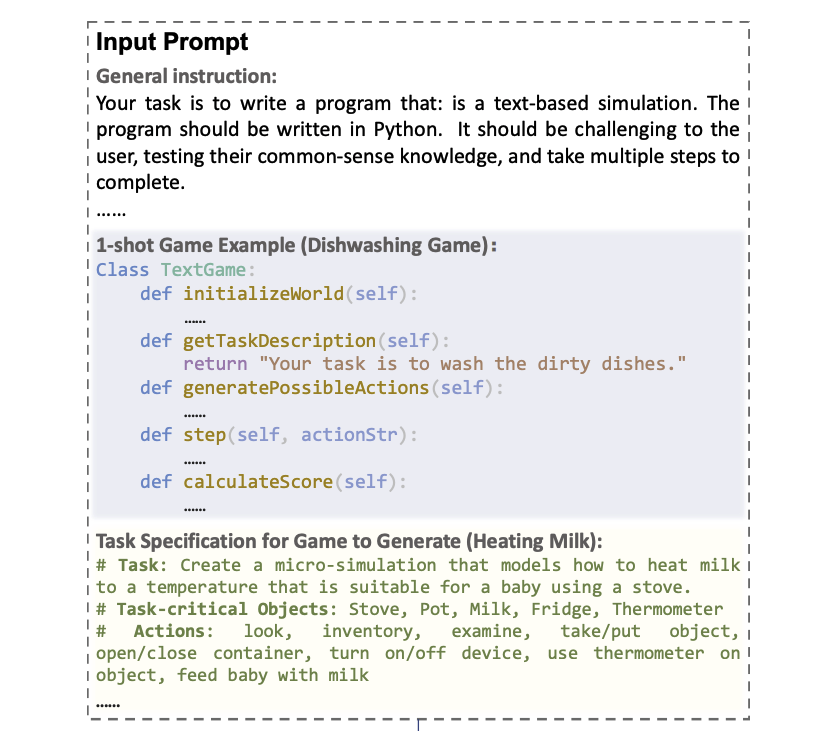 Input Prompt
General instruction:
Your task is to write a program that: is a text-based simulation. The
program should be written in Python. It should be challenging to the
user, testing their common-sense knowledge, and take multiple steps to
complete.
......
1-shot Game Example (Dishwashing Game):
Class TextGame:
    def initializeWorld(self):
        ......
    def getTaskDescription(self):
        return "Your task is to wash the dirty dishes."
    def generatePossibleActions(self):
        ......
    def step(self, actionStr):
        ......
    def calculateScore(self):
        ......
Task Specification for Game to Generate (Heating Milk):
# Task: Create a micro-simulation that models how to heat milk
to a temperature that is suitable for a baby using a stove.
# Task-critical Objects: Stove, Pot, Milk, Fridge, Thermometer
# Actions: look, inventory, examine, take/put object,
open/close container, turn on/off device, use thermometer on
object, feed baby with milk
......